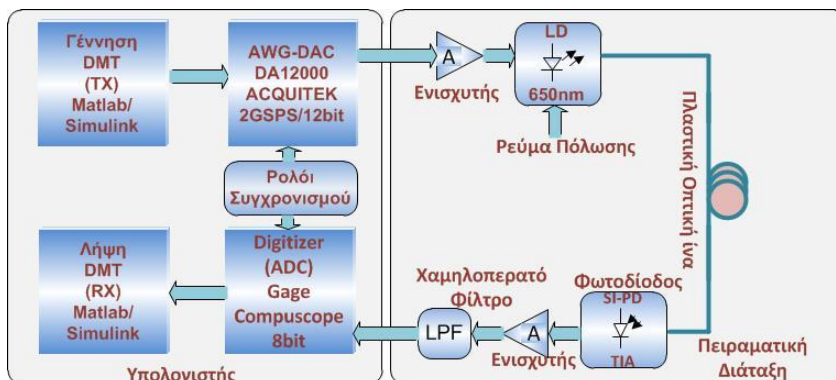 Γέννηση
DMT
(TX)
Matlab/
Simulink
AWG-DAC
DA12000
ACQUITEK
2GSPS/12bit
A
Ενισχυτής
LD
650nm
Ρεύμα Πόλωσης
Πλαστική Οπτική ίνα
Ρολόι
Συγχρονισμού
Λήψη
DMT
(RX)
Matlab/
Simulink
Digitizer
(ADC)
Gage
Compuscope
8bit
Χαμηλοπερατό
Φίλτρο
LPF
A
Ενισχυτής
Φωτοδίοδος
SI-PD
TIA
Υπολογιστής
Πειραματική
Διάταξη